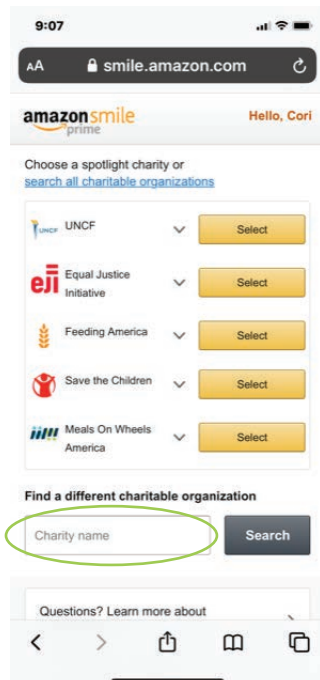 9:07
AA smile.amazon.com
amazonsmile
prime
Hello, Cori
Choose a spotlight charity or
search all charitable organizations
UNCF UNCF Select
eji Equal Justice
Initiative
Select
Feeding America Select
Save the Children Select
Meals On Wheels
America
Select
Find a different charitable organization
Charity name Search
Questions? Learn more about